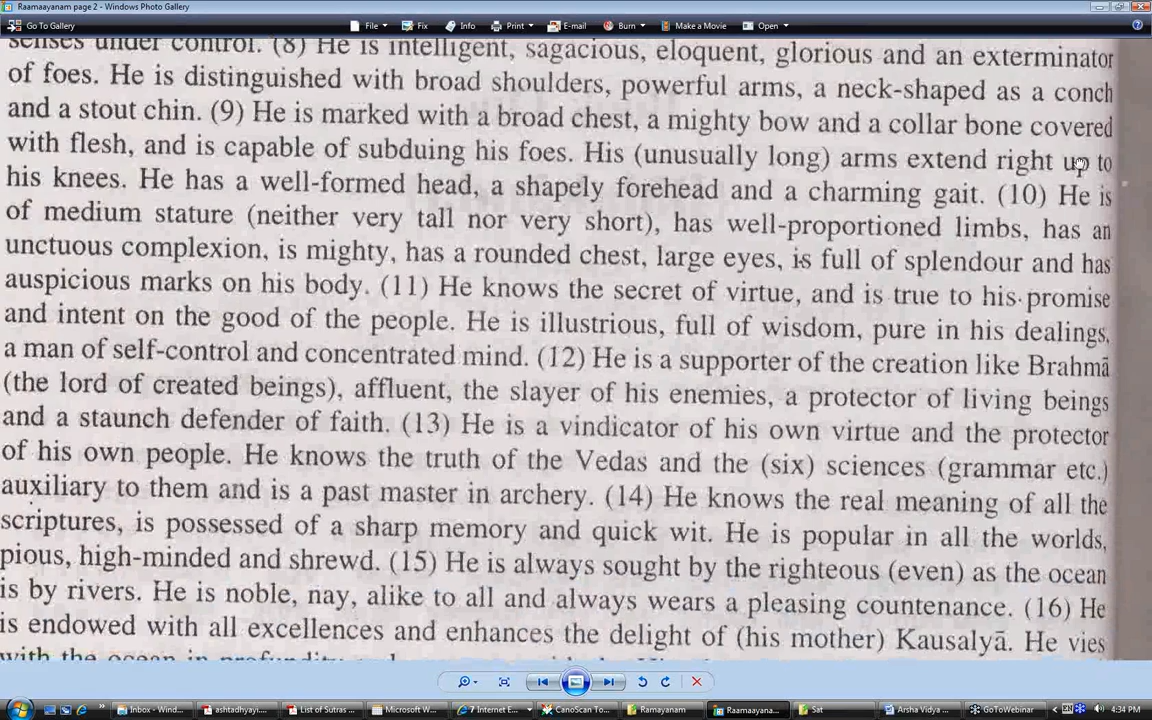 Raamaayanam page 2 - Windows Photo Gallery
Go To Gallery
File Fix Info Print E-mail Burn Make a Movie Open
senses under control. (8) He is intelligent, sagacious, eloquent, glorious and an exterminator
of foes. He is distinguished with broad shoulders, powerful arms, a neck-shaped as a conch
and a stout chin. (9) He is marked with a broad chest, a mighty bow and a collar bone covered
with flesh, and is capable of subduing his foes. His (unusually long) arms extend right up to
his knees. He has a well-formed head, a shapely forehead and a charming gait. (10) He is
of medium stature (neither very tall nor very short), has well-proportioned limbs, has an
unctuous complexion, is mighty, has a rounded chest, large eyes, is full of splendour and has
auspicious marks on his body. (11) He knows the secret of virtue, and is true to his promise
and intent on the good of the people. He is illustrious, full of wisdom, pure in his dealings,
a man of self-control and concentrated mind. (12) He is a supporter of the creation like Brahmā
(the lord of created beings), affluent, the slayer of his enemies, a protector of living beings
and a staunch defender of faith. (13) He is a vindicator of his own virtue and the protector
of his own people. He knows the truth of the Vedas and the (six) sciences (grammar etc.)
auxiliary to them and is a past master in archery. (14) He knows the real meaning of all the
scriptures, is possessed of a sharp memory and quick wit. He is popular in all the worlds,
pious, high-minded and shrewd. (15) He is always sought by the righteous (even) as the ocean
is by rivers. He is noble, nay, alike to all and always wears a pleasing countenance. (16) He
is endowed with all excellences and enhances the delight of (his mother) Kausalyā. He vies
with the ocean in profundity
Inbox - Wind... ashtadhyayi... List of Sutras ... Microsoft W... 7 Internet E... CanoScan To... Ramayanam Raamaayana... Sat Arsha Vidya ... GoToWebinar 4:34 PM